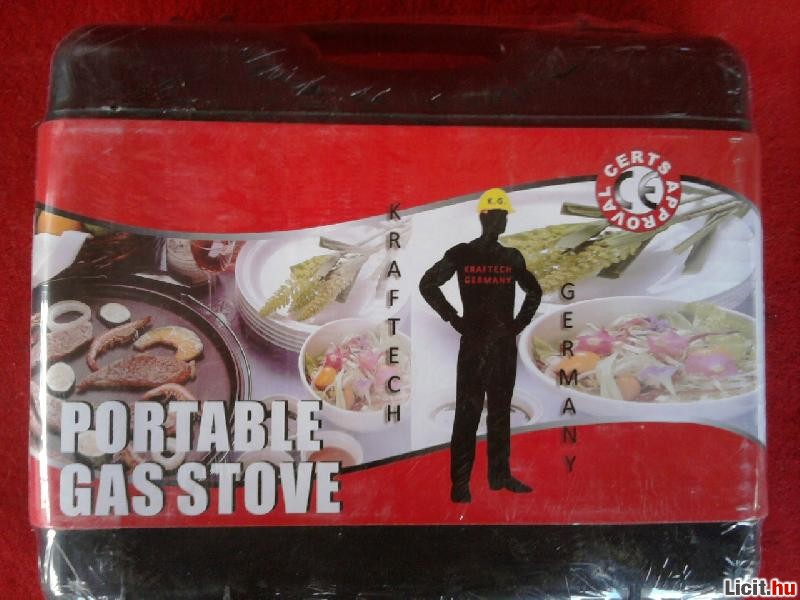 CERTS APPROVAL
CE
K.G.
KRAFTECH
KRAFTECH
GERMANY
GERMANY
PORTABLE
GAS STOVE
Licit.hu